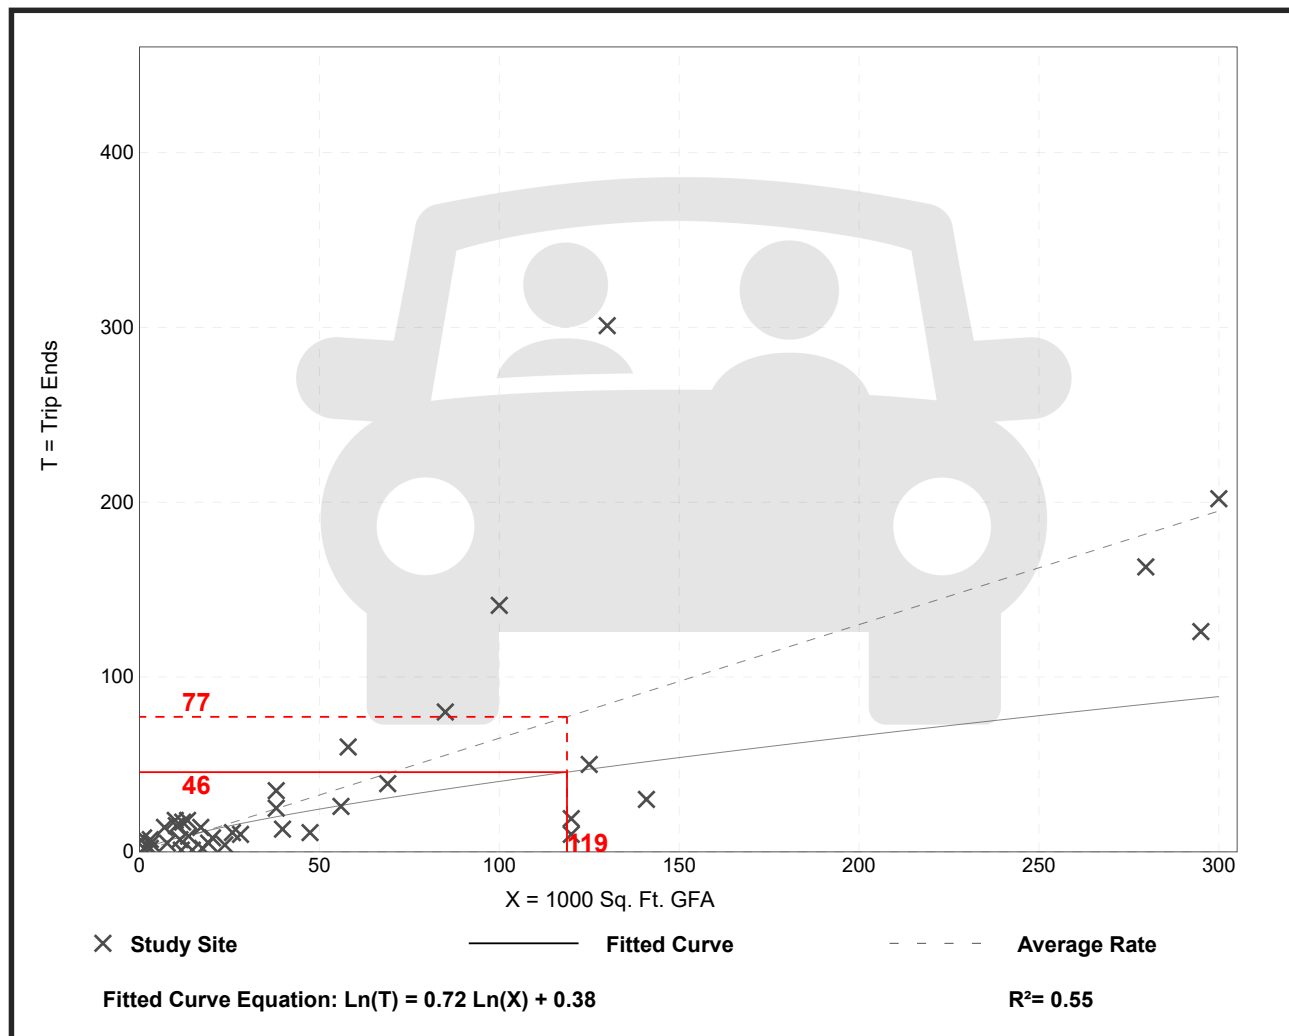 400
300
T = Trip Ends
200
100
77
46
119
0
0 50 100 150 200 250 300
X = 1000 Sq. Ft. GFA
Study Site Fitted Curve Average Rate
Fitted Curve Equation: Ln(T) = 0.72 Ln(X) + 0.38 R²= 0.55